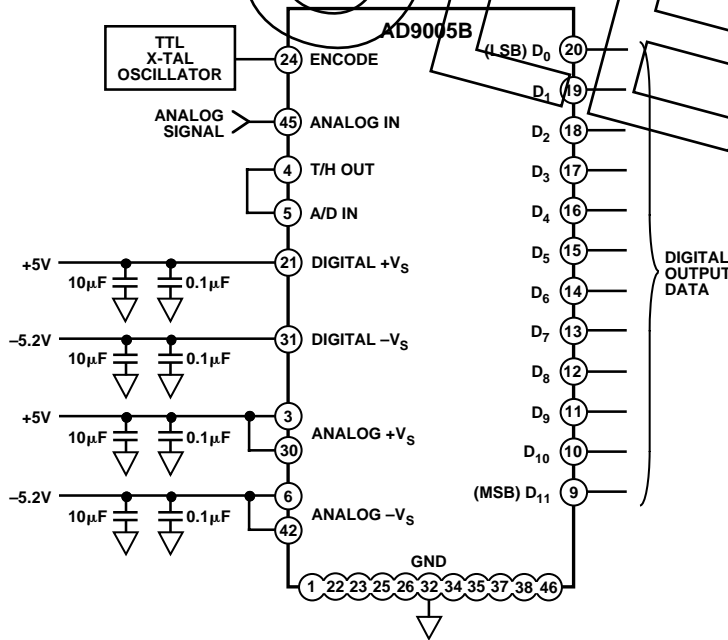 AD9005B
TTL
X-TAL
OSCILLATOR
24 ENCODE
ANALOG
SIGNAL
45 ANALOG IN
4 T/H OUT
5 A/D IN
+5V
21 DIGITAL +VS
10µF
0.1µF
–5.2V
31 DIGITAL –VS
10µF
0.1µF
+5V
3
ANALOG +VS
30
10µF
0.1µF
–5.2V
6
ANALOG –VS
42
10µF
0.1µF
(LSB) D0 20
D1 19
D2 18
D3 17
D4 16
D5 15
D6 14
D7 13
D8 12
D9 11
D10 10
(MSB) D11 9
DIGITAL
OUTPUT
DATA
GND
1 22 23 25 26 32 34 35 37 38 46